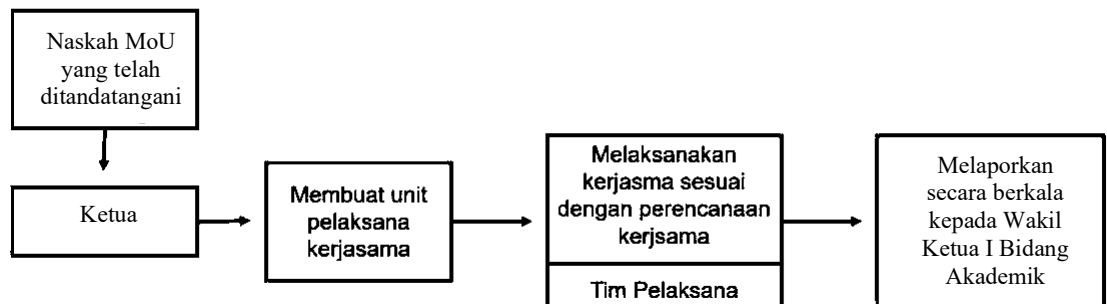 Naskah MoU
yang telah
ditandatangani
Ketua
Membuat unit
pelaksana
kerjasama
Melaksanakan
kerjasma sesuai
dengan perencanaan
kerjsama
Tim Pelaksana
Melaporkan
secara berkala
kepada Wakil
Ketua I Bidang
Akademik